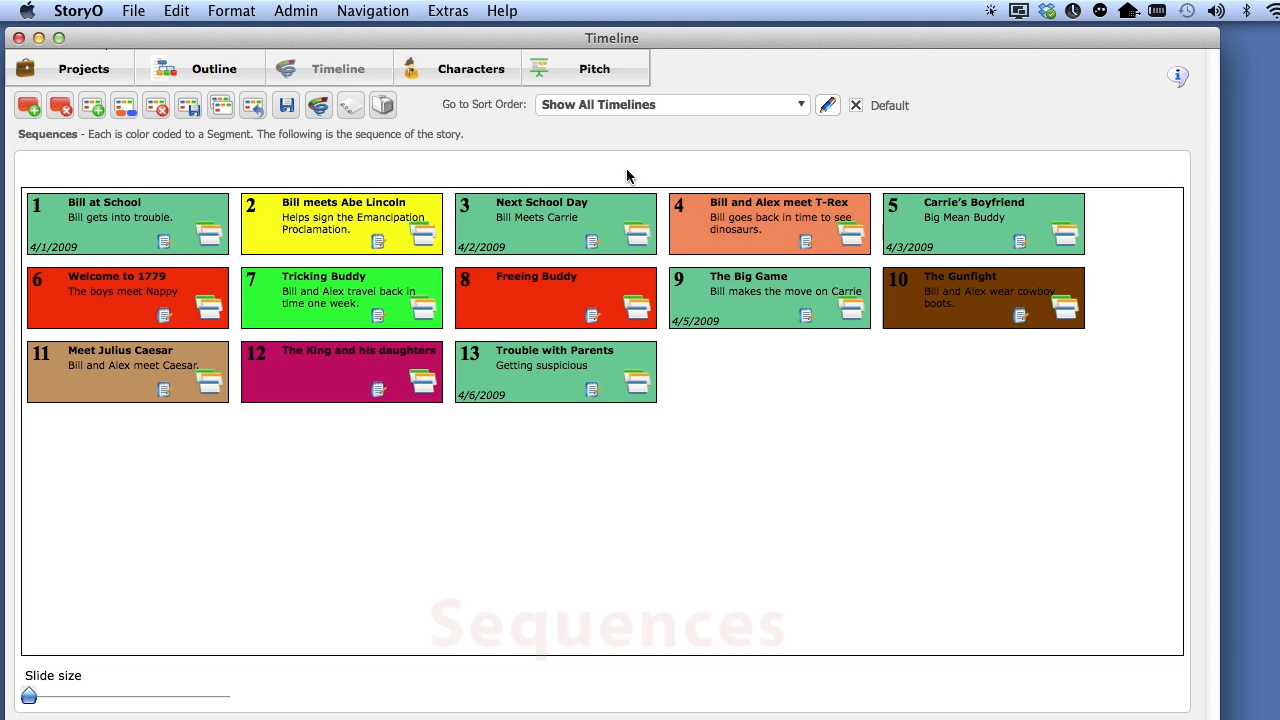 StoryO File Edit Format Admin Navigation Extras Help
Timeline
Projects Outline Timeline Characters Pitch
Go to Sort Order: Show All Timelines Default
Sequences - Each is color coded to a Segment. The following is the sequence of the story.
1 Bill at School
Bill gets into trouble.
4/1/2009
2 Bill meets Abe Lincoln
Helps sign the Emancipation
Proclamation.
3 Next School Day
Bill Meets Carrie
4/2/2009
4 Bill and Alex meet T-Rex
Bill goes back in time to see
dinosaurs.
5 Carrie's Boyfriend
Big Mean Buddy
4/3/2009
6 Welcome to 1779
The boys meet Nappy
7 Tricking Buddy
Bill and Alex travel back in
time one week.
8 Freeing Buddy
9 The Big Game
Bill makes the move on Carrie
4/5/2009
10 The Gunfight
Bill and Alex wear cowboy
boots.
11 Meet Julius Caesar
Bill and Alex meet Caesar.
12 The King and his daughters
13 Trouble with Parents
Getting suspicious
4/6/2009
Sequences
Slide size